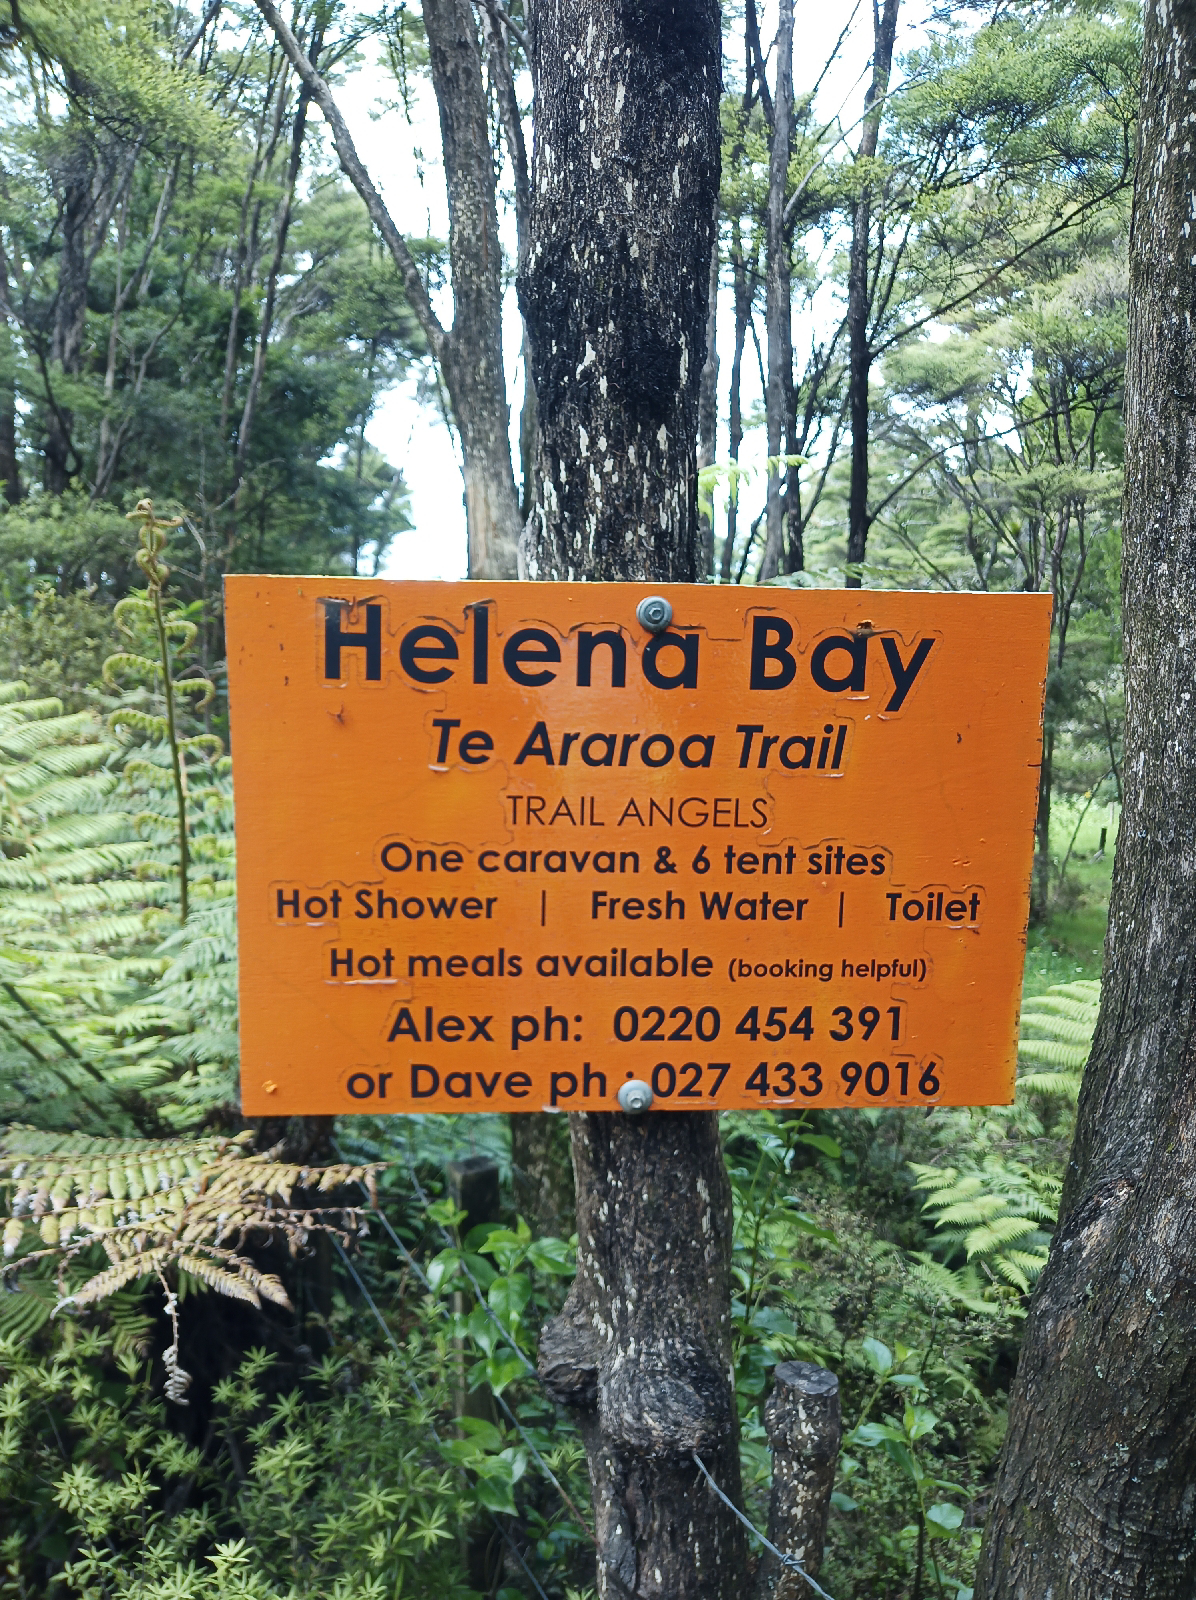 Helena Bay
Te Araroa Trail
TRAIL ANGELS
One caravan & 6 tent sites
Hot Shower | Fresh Water | Toilet
Hot meals available (booking helpful)
Alex ph: 0220 454 391
or Dave ph : 027 433 9016